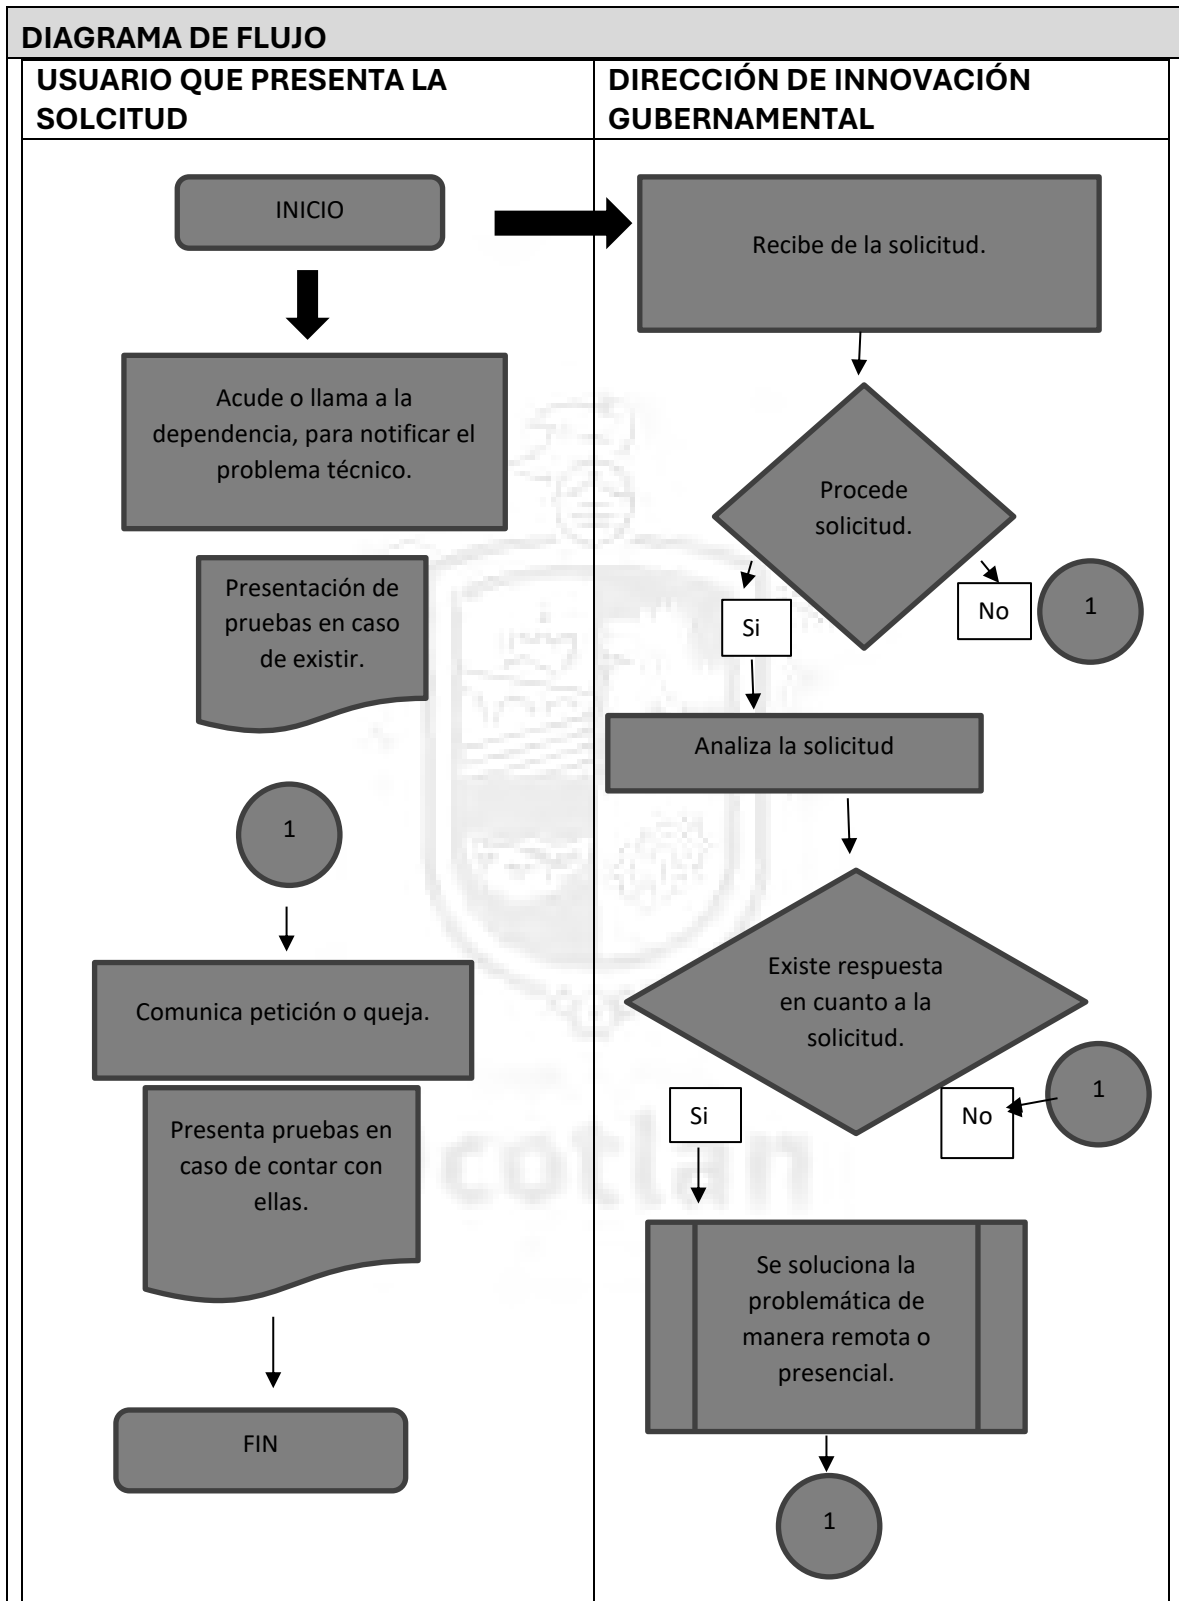 DIAGRAMA DE FLUJO
USUARIO QUE PRESENTA LA
SOLCITUD
DIRECCIÓN DE INNOVACIÓN
GUBERNAMENTAL
INICIO
Acude o llama a la
dependencia, para notificar el
problema técnico.
Presentación de
pruebas en caso
de existir.
1
Comunica petición o queja.
Presenta pruebas en
caso de contar con
ellas.
FIN
Recibe de la solicitud.
Procede
solicitud.
Si
No
1
Analiza la solicitud
Existe respuesta
en cuanto a la
solicitud.
Si
No
1
Se soluciona la
problemática de
manera remota o
presencial.
1
cotlan